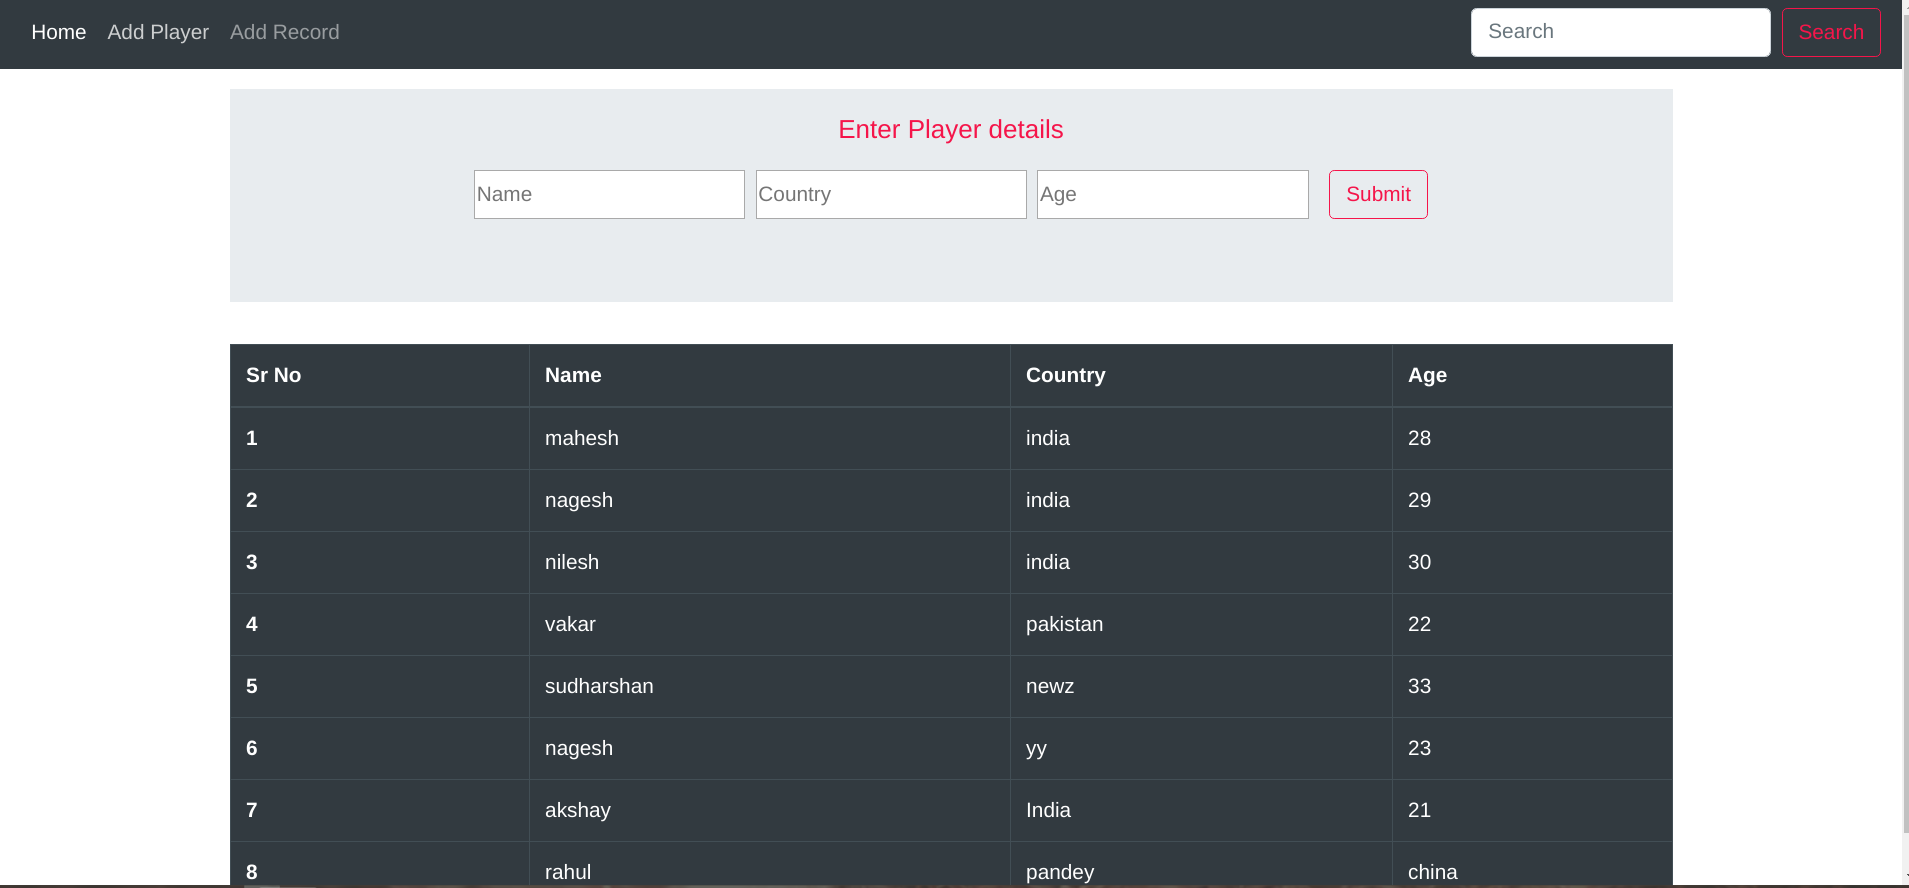 Home Add Player Add Record Search Search
Enter Player details
Name Country Age Submit
Sr No Name Country Age
1 mahesh india 28
2 nagesh india 29
3 nilesh india 30
4 vakar pakistan 22
5 sudharshan newz 33
6 nagesh yy 23
7 akshay India 21
8 rahul pandey china